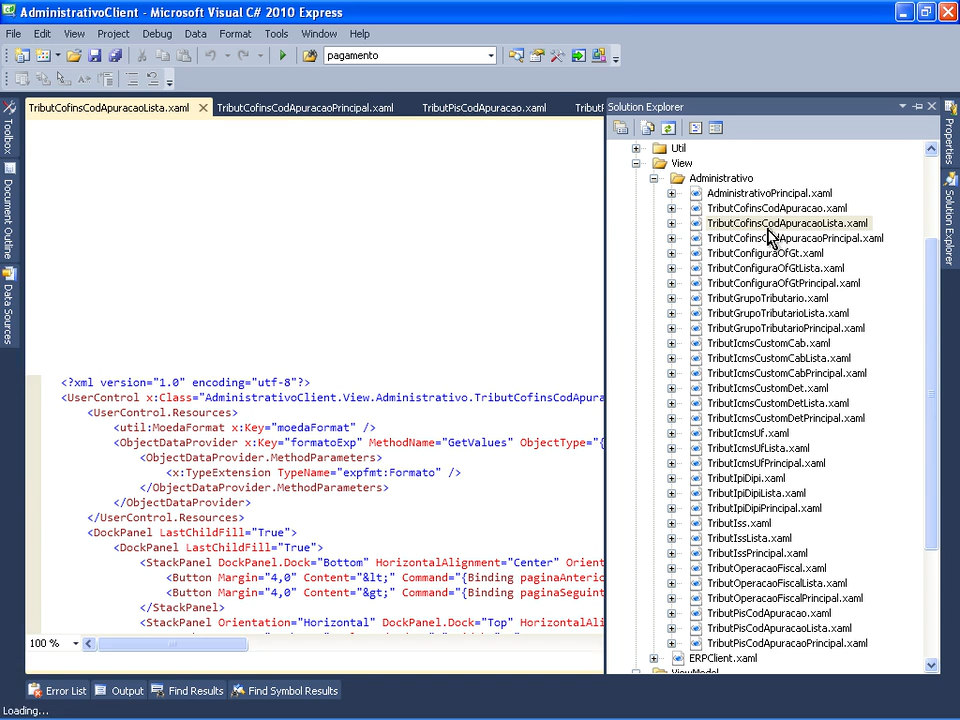 AdministrativoClient - Microsoft Visual C# 2010 Express
File Edit View Project Debug Data Format Tools Window Help
pagamento
TributCofinsCodApuracaoLista.xaml TributCofinsCodApuracaoPrincipal.xaml TributPisCodApuracao.xaml
Toolbox
Document Outline
Data Sources
<?xml version="1.0" encoding="utf-8"?>
<UserControl x:Class="AdministrativoClient.View.Administrativo.TributCofinsCodApura
<UserControl.Resources>
<util:MoedaFormat x:Key="moedaFormat" />
<ObjectDataProvider x:Key="formatoExp" MethodName="GetValues" ObjectType="{
<ObjectDataProvider.MethodParameters>
<x:TypeExtension TypeName="expfmt:Formato" />
</ObjectDataProvider.MethodParameters>
</ObjectDataProvider>
</UserControl.Resources>
<DockPanel LastChildFill="True">
<DockPanel LastChildFill="True">
<StackPanel DockPanel.Dock="Bottom" HorizontalAlignment="Center" Orient
<Button Margin="4,0" Content="&lt;" Command="{Binding paginaAnterio
<Button Margin="4,0" Content="&gt;" Command="{Binding paginaSeguint
</StackPanel>
<StackPanel Orientation="Horizontal" DockPanel.Dock="Top" HorizontalAli
100 %
Solution Explorer
Util
View
Administrativo
AdministrativoPrincipal.xaml
TributCofinsCodApuracao.xaml
TributCofinsCodApuracaoLista.xaml
TributCofinsCodApuracaoPrincipal.xaml
TributConfiguraOfGt.xaml
TributConfiguraOfGtLista.xaml
TributConfiguraOfGtPrincipal.xaml
TributGrupoTributario.xaml
TributGrupoTributarioLista.xaml
TributGrupoTributarioPrincipal.xaml
TributIcmsCustomCab.xaml
TributIcmsCustomCabLista.xaml
TributIcmsCustomCabPrincipal.xaml
TributIcmsCustomDet.xaml
TributIcmsCustomDetLista.xaml
TributIcmsCustomDetPrincipal.xaml
TributIcmsUf.xaml
TributIcmsUfLista.xaml
TributIcmsUfPrincipal.xaml
TributIpiDipi.xaml
TributIpiDipiLista.xaml
TributIpiDipiPrincipal.xaml
TributIss.xaml
TributIssLista.xaml
TributIssPrincipal.xaml
TributOperacaoFiscal.xaml
TributOperacaoFiscalLista.xaml
TributOperacaoFiscalPrincipal.xaml
TributPisCodApuracao.xaml
TributPisCodApuracaoLista.xaml
TributPisCodApuracaoPrincipal.xaml
ERPClient.xaml
ViewModel
Properties
Solution Explorer
Error List Output Find Results Find Symbol Results
Loading...